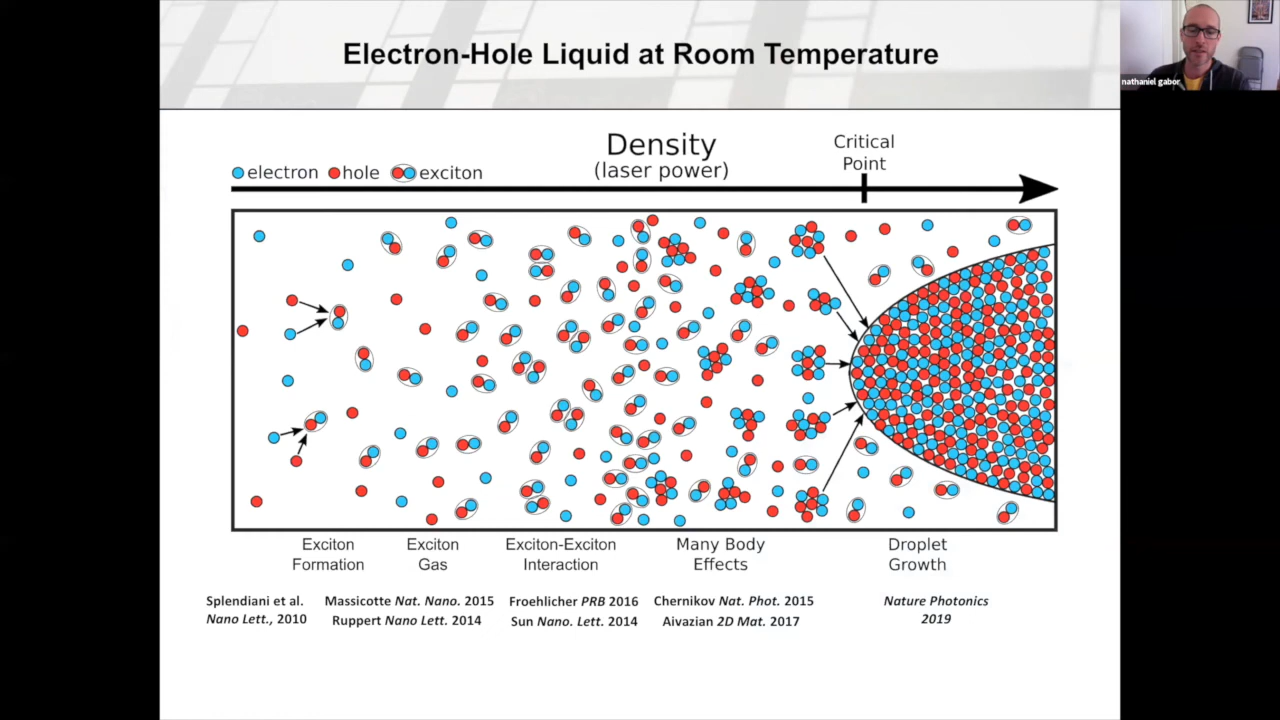 Electron-Hole Liquid at Room Temperature
nathaniel gabor
Density
(laser power)
Critical
Point
electron hole exciton
Exciton
Formation
Exciton
Gas
Exciton-Exciton
Interaction
Many Body
Effects
Droplet
Growth
Splendiani et al.
Nano Lett., 2010
Massicotte Nat. Nano. 2015
Ruppert Nano Lett. 2014
Froehlicher PRB 2016
Sun Nano. Lett. 2014
Chernikov Nat. Phot. 2015
Aivazian 2D Mat. 2017
Nature Photonics
2019